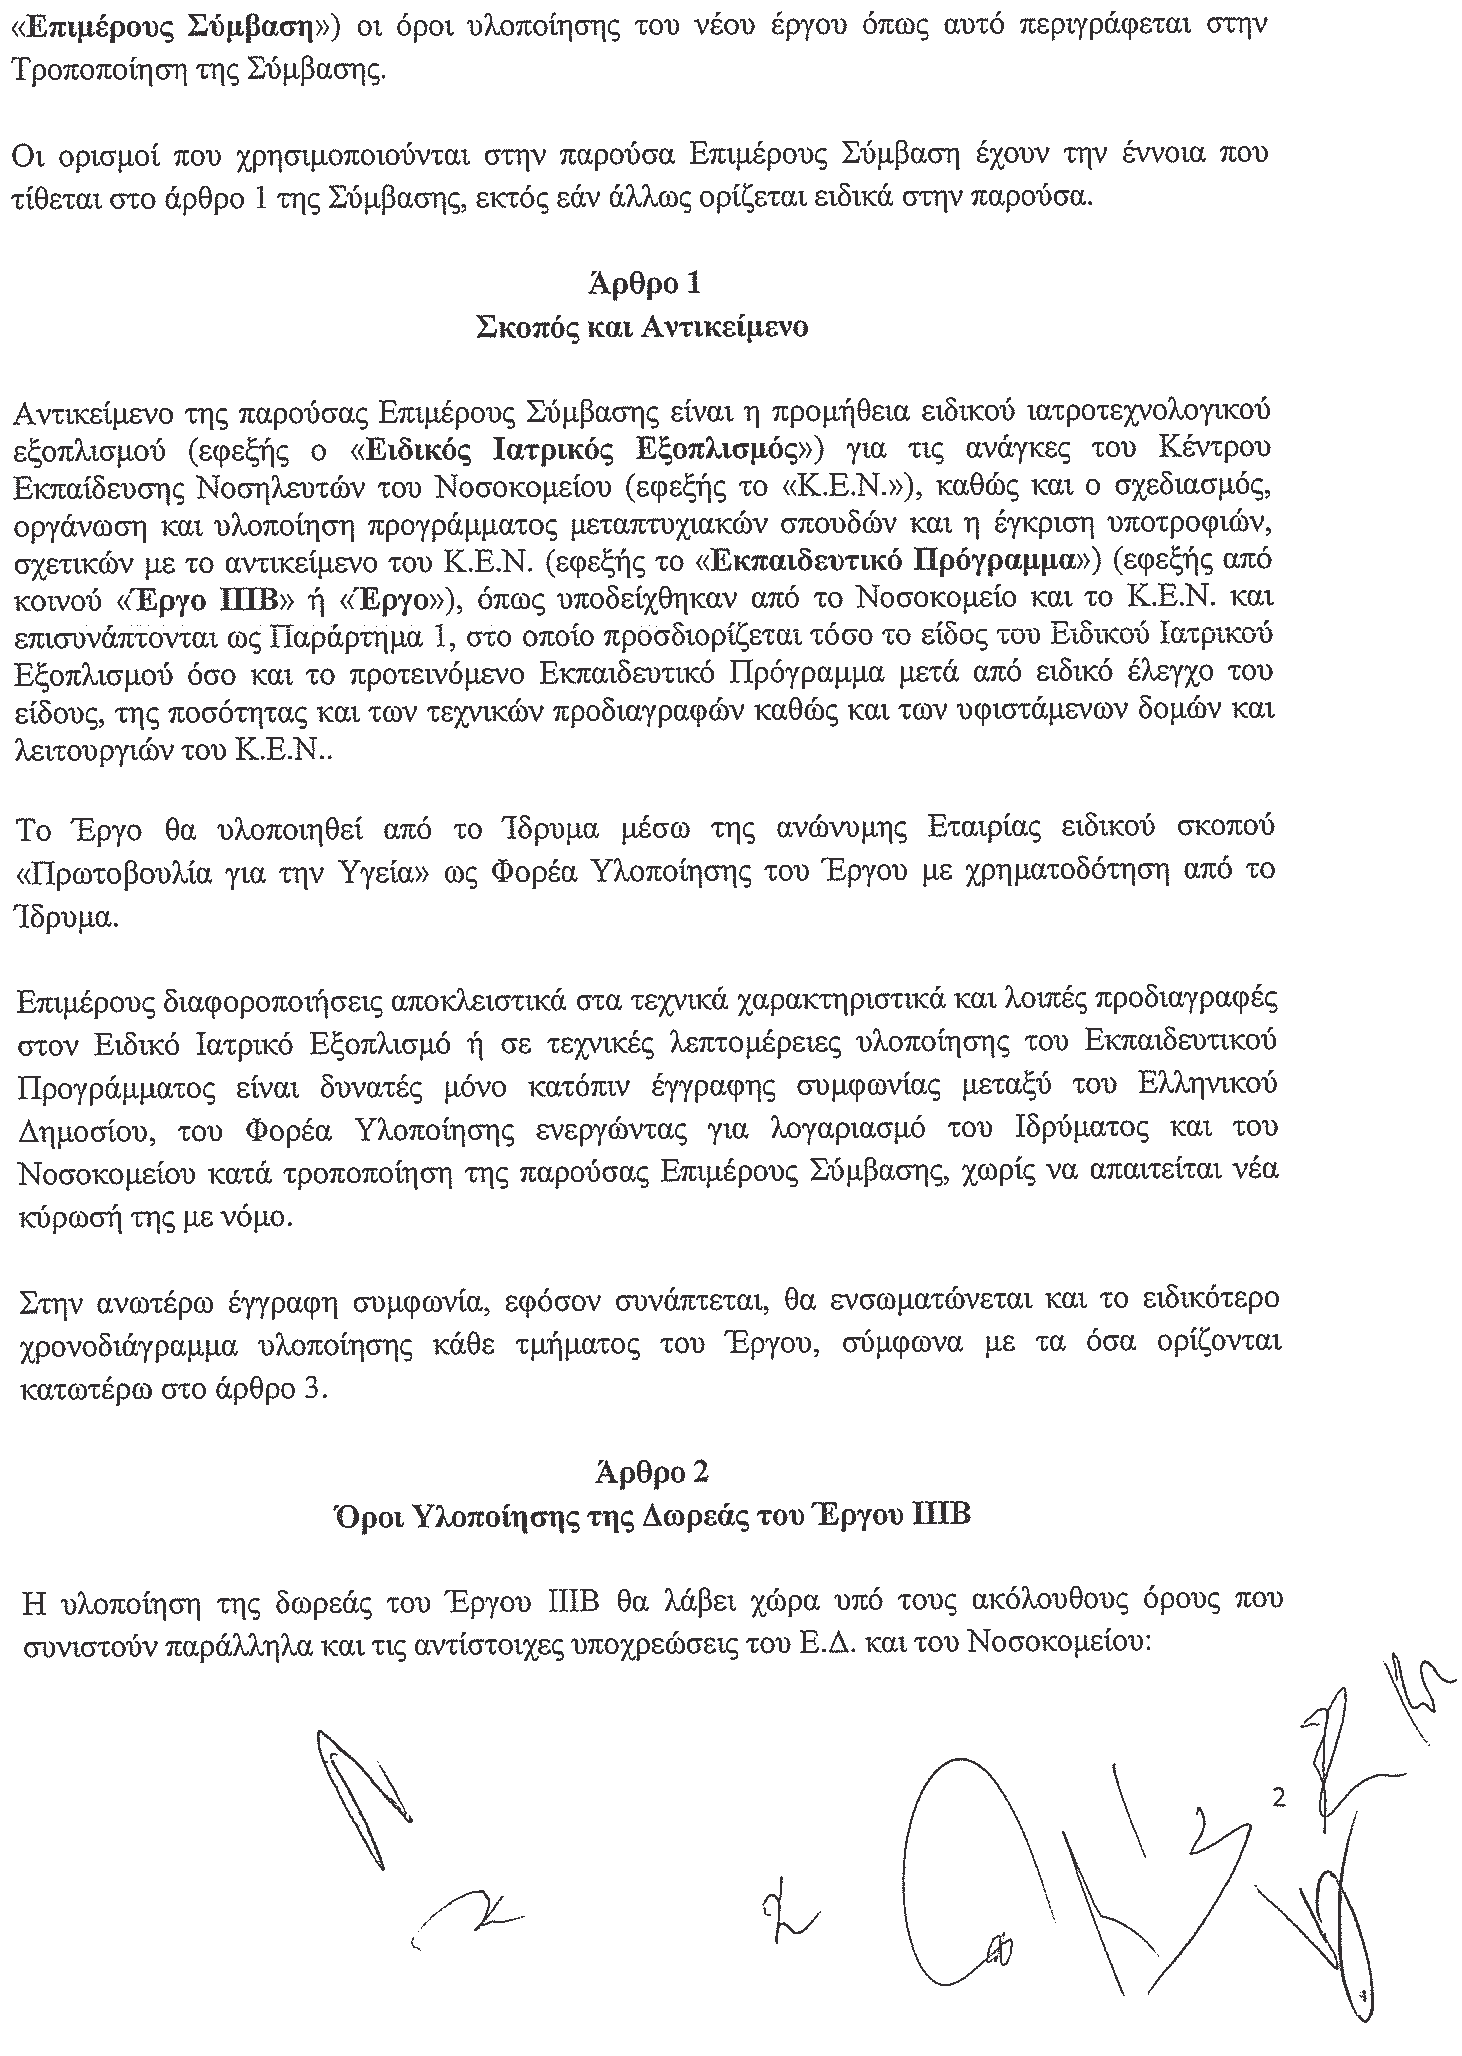 «Επιμέρους Σύμβαση») οι όροι υλοποίησης του νέου έργου όπως αυτό περιγράφεται στην
Τροποποίηση της Σύμβασης.
Οι ορισμοί που χρησιμοποιούνται στην παρούσα Επιμέρους Σύμβαση έχουν την έννοια που
τίθεται στο άρθρο 1 της Σύμβασης, εκτός εάν άλλως ορίζεται ειδικά στην παρούσα.
Άρθρο 1
Σκοπός και Αντικείμενο
Αντικείμενο της παρούσας Επιμέρους Σύμβασης είναι η προμήθεια ειδικού ιατροτεχνολογικού
εξοπλισμού (εφεξής ο «Ειδικός Ιατρικός Εξοπλισμός») για τις ανάγκες του Κέντρου
Εκπαίδευσης Νοσηλευτών του Νοσοκομείου (εφεξής το «Κ.Ε.Ν.»), καθώς και ο σχεδιασμός,
οργάνωση και υλοποίηση προγράμματος μεταπτυχιακών σπουδών και η έγκριση υποτροφιών,
σχετικών με το αντικείμενο του Κ.Ε.Ν. (εφεξής το «Εκπαιδευτικό Πρόγραμμα») (εφεξής από
κοινού «Έργο ΙΙΙΒ» ή «Έργο»), όπως υποδείχθηκαν από το Νοσοκομείο και το Κ.Ε.Ν. και
επισυνάπτονται ως Παράρτημα 1, στο οποίο προσδιορίζεται τόσο το είδος του Ειδικού Ιατρικού
Εξοπλισμού όσο και το προτεινόμενο Εκπαιδευτικό Πρόγραμμα μετά από ειδικό έλεγχο του
είδους, της ποσότητας και των τεχνικών προδιαγραφών καθώς και των υφιστάμενων δομών και
λειτουργιών του Κ.Ε.Ν..
Το Έργο θα υλοποιηθεί από το Ίδρυμα μέσω της ανώνυμης Εταιρίας ειδικού σκοπού
«Πρωτοβουλία για την Υγεία» ως Φορέα Υλοποίησης του Έργου με χρηματοδότηση από το
Ίδρυμα.
Επιμέρους διαφοροποιήσεις αποκλειστικά στα τεχνικά χαρακτηριστικά και λοιπές προδιαγραφές
στον Ειδικό Ιατρικό Εξοπλισμό ή σε τεχνικές λεπτομέρειες υλοποίησης του Εκπαιδευτικού
Προγράμματος είναι δυνατές μόνο κατόπιν έγγραφης συμφωνίας μεταξύ του Ελληνικού
Δημοσίου, του Φορέα Υλοποίησης ενεργώντας για λογαριασμό του Ιδρύματος και του
Νοσοκομείου κατά τροποποίηση της παρούσας Επιμέρους Σύμβασης, χωρίς να απαιτείται νέα
κύρωσή της με νόμο.
Στην ανωτέρω έγγραφη συμφωνία, εφόσον συνάπτεται, θα ενσωματώνεται και το ειδικότερο
χρονοδιάγραμμα υλοποίησης κάθε τμήματος του Έργου, σύμφωνα με τα όσα ορίζονται
κατωτέρω στο άρθρο 3.
Άρθρο 2
Όροι Υλοποίησης της Δωρεάς του Έργου ΙΙΙΒ
Η υλοποίηση της δωρεάς του Έργου ΙΙΙΒ θα λάβει χώρα υπό τους ακόλουθους όρους που
συνιστούν παράλληλα και τις αντίστοιχες υποχρεώσεις του Ε.Δ. και του Νοσοκομείου:
2